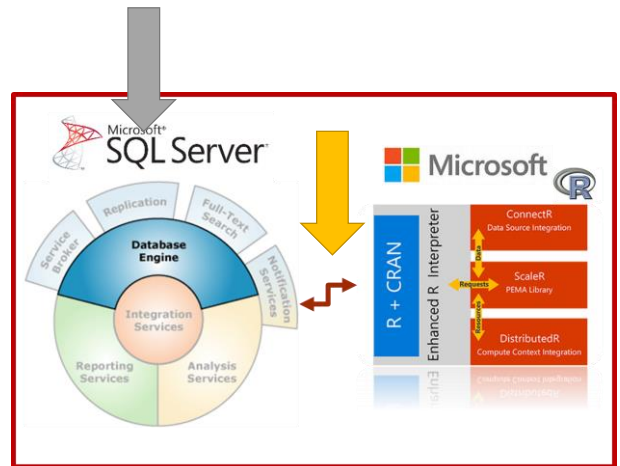 Microsoft®
SQL Server®
Replication
Full-Text
Search
Service
Broker
Database
Engine
Notification
Services
Integration
Services
Reporting
Services
Analysis
Services
Microsoft
R
R + CRAN
Enhanced R Interpreter
ConnectR
Data Source Integration
Data
ScaleR
PEMA Library
Requests
Resources
DistributedR
Compute Context Integration